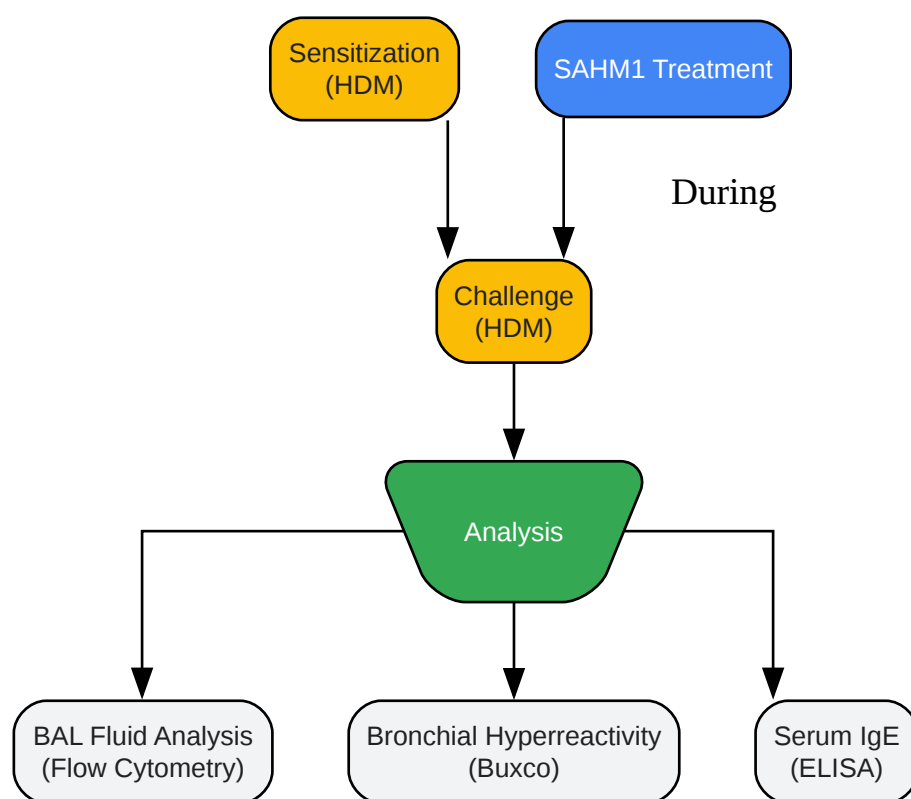 Sensitization
(HDM)
SAHM1 Treatment
During
Challenge
(HDM)
Analysis
BAL Fluid Analysis
(Flow Cytometry)
Bronchial Hyperreactivity
(Buxco)
Serum IgE
(ELISA)